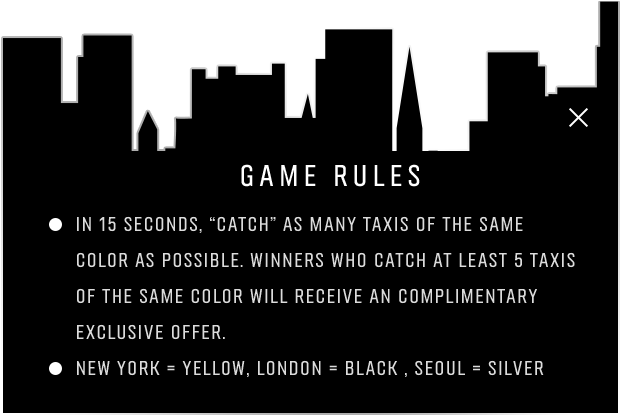 GAME RULES
IN 15 SECONDS, “CATCH” AS MANY TAXIS OF THE SAME
COLOR AS POSSIBLE. WINNERS WHO CATCH AT LEAST 5 TAXIS
OF THE SAME COLOR WILL RECEIVE AN COMPLIMENTARY
EXCLUSIVE OFFER.
NEW YORK = YELLOW, LONDON = BLACK , SEOUL = SILVER